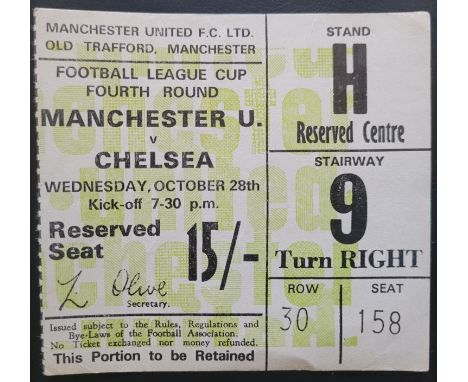 MANCHESTER UNITED F.C. LTD.
OLD TRAFFORD, MANCHESTER
FOOTBALL LEAGUE CUP
FOURTH ROUND
MANCHESTER U.
v
CHELSEA
WEDNESDAY, OCTOBER 28th
Kick-off 7-30 p.m.
Reserved
Seat
15/-
L Olive
Secretary.
Issued subject to the Rules, Regulations and
Bye-Laws of the Football Association.
No Ticket exchanged nor money refunded.
This Portion to be Retained
STAND
H
Reserved Centre
STAIRWAY
9
Turn RIGHT
ROW SEAT
30 158